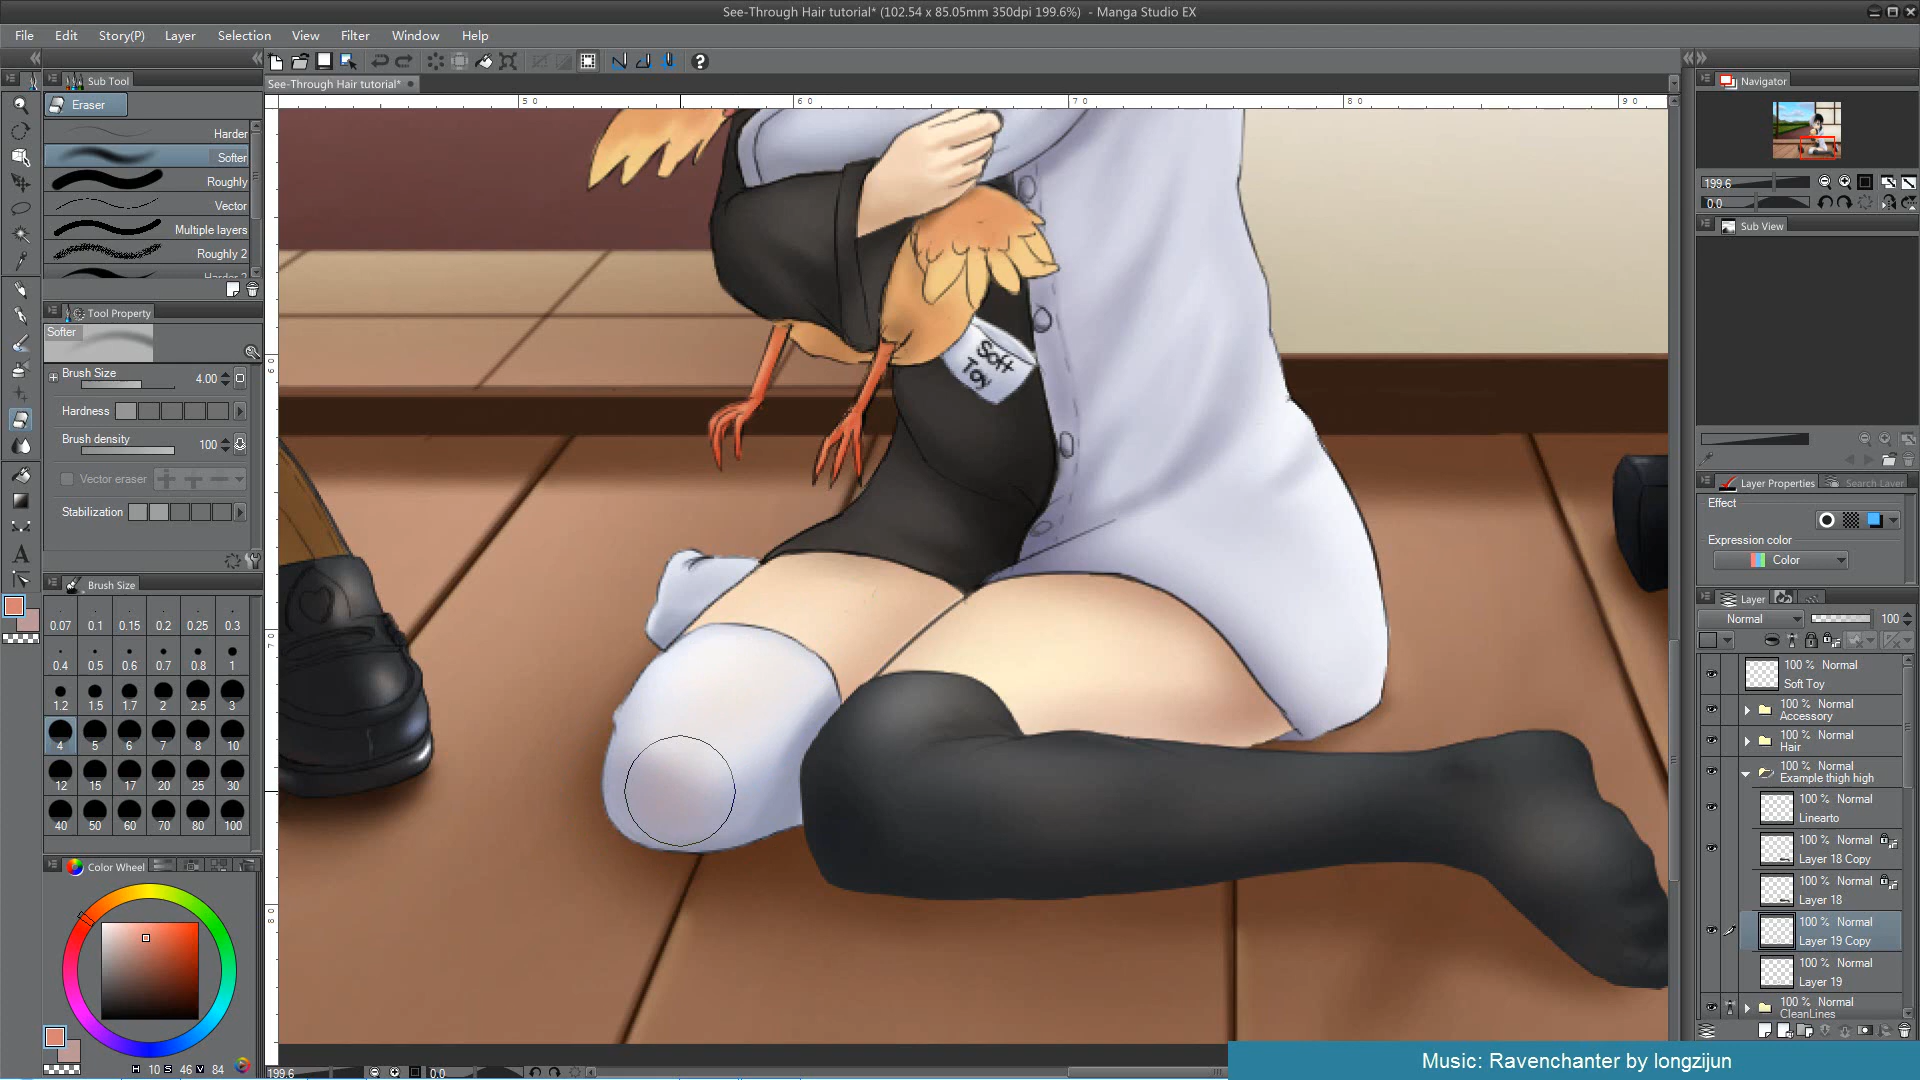 See-Through Hair tutorial* (102.54 x 85.05mm 350dpi 199.6%) - Manga Studio EX
File Edit Story(P) Layer Selection View Filter Window Help
Sub Tool
See-Through Hair tutorial*
Navigator
Eraser
50 60 70 80 90
Harder
Softer
Roughly
Vector
Multiple layers
Roughly 2
Harder 2
199.6
0.0
Sub View
Tool Property
Softer
Brush Size 4.00
Hardness
Brush density 100
Vector eraser
Stabilization
Soft
Toy
Layer Properties Search Layer
Effect
Expression color
Color
Brush Size
0.07 0.1 0.15 0.2 0.25 0.3
0.4 0.5 0.6 0.7 0.8 1
1.2 1.5 1.7 2 2.5 3
4 5 6 7 8 10
12 15 17 20 25 30
40 50 60 70 80 100
Layer
Normal 100
100 % Normal
Soft Toy
100 % Normal
Accessory
100 % Normal
Hair
100 % Normal
Example thigh high
100 % Normal
Linearto
100 % Normal
Layer 18 Copy
100 % Normal
Layer 18
100 % Normal
Layer 19 Copy
100 % Normal
Layer 19
100 % Normal
CleanLines
Color Wheel
H 10 S 46 V 84
199.6 0.0
Music: Ravenchanter by longzijun